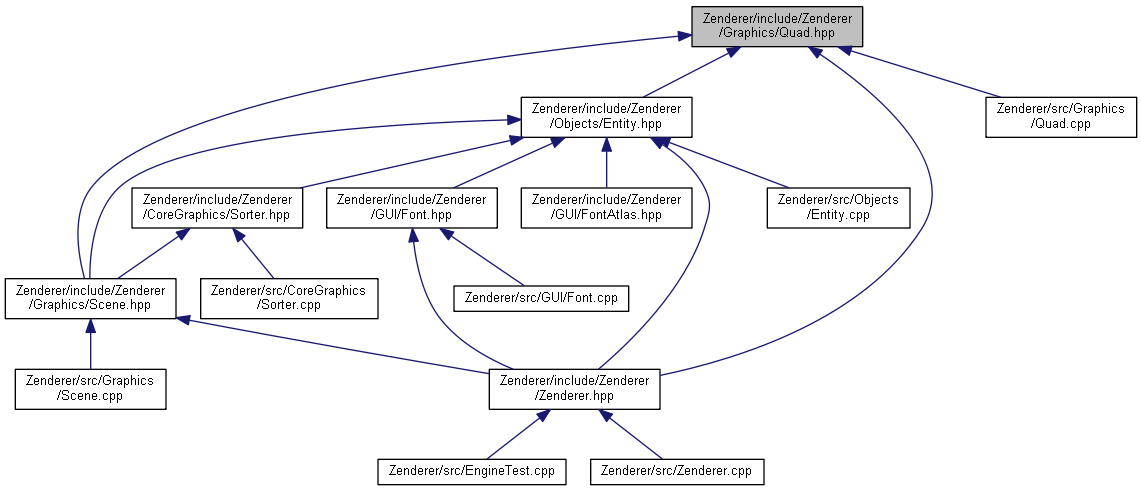 Zenderer/include/Zenderer
/Graphics/Quad.hpp
Zenderer/include/Zenderer
/Objects/Entity.hpp
Zenderer/src/Graphics
/Quad.cpp
Zenderer/include/Zenderer
/CoreGraphics/Sorter.hpp
Zenderer/include/Zenderer
/GUI/Font.hpp
Zenderer/include/Zenderer
/GUI/FontAtlas.hpp
Zenderer/src/Objects
/Entity.cpp
Zenderer/include/Zenderer
/Graphics/Scene.hpp
Zenderer/src/CoreGraphics
/Sorter.cpp
Zenderer/src/GUI/Font.cpp
Zenderer/src/Graphics
/Scene.cpp
Zenderer/include/Zenderer
/Zenderer.hpp
Zenderer/src/EngineTest.cpp
Zenderer/src/Zenderer.cpp